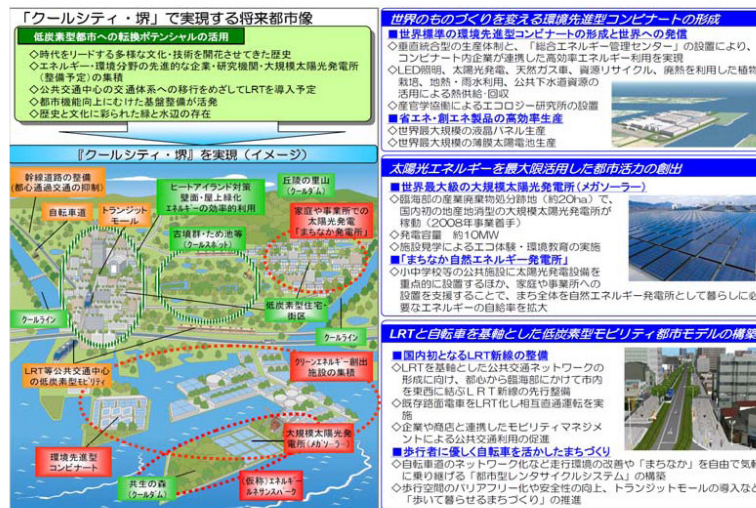 「クールシティ・堺」で実現する将来都市像
低炭素型都市への転換ポテンシャルの活用
◇時代をリードする多様な文化・技術を開花させてきた歴史
◇エネルギー・環境分野の先進的な企業・研究機関・大規模太陽光発電所
(整備予定)の集積
◇公共交通中心の交通体系への移行をめざしてLRTを導入予定
◇都市機能向上にむけた基盤整備が活発
◇歴史と文化に彩られた緑と水辺の存在
『クールシティ・堺』を実現(イメージ)
幹線道路の整備
(都心通過交通の抑制)
自転車道
トランジット
モール
ヒートアイランド対策
壁面・屋上緑化
エネルギーの効率的利用
丘陵の里山
(クールダム)
家庭や事業所での
太陽光発電
「まちなか発電所」
古墳群・ため池等
(クールスポット)
低炭素型住宅・
街区
クールライン
クールライン
LRT等公共交通中心
の低炭素型モビリティ
クリーンエネルギー創出
施設の集積
環境先進型
コンビナート
大規模太陽光発
電所(メガソーラー)
共生の森
(クールダム)
(仮称)エネルギー
ルネサンスパーク
世界のものづくりを変える環境先進型コンビナートの形成
■世界標準の環境先進型コンビナートの形成と世界への発信
◇垂直統合型の生産体制と、「総合エネルギー管理センター」の設置により、
コンビナート内企業が連携した高効率エネルギー利用を実現
◇LED照明、太陽光発電、天然ガス車、資源リサイクル、廃熱を利用した植物
栽培、地熱・雨水利用、公共下水道資源の
活用による熱供給・回収
◇産官学協働によるエコロジー研究所の設置
■省エネ・創エネ製品の高効率生産
◇世界最大規模の液晶パネル生産
◇世界最大規模の薄膜太陽電池生産
太陽光エネルギーを最大限活用した都市活力の創出
■世界最大級の大規模太陽光発電所(メガソーラー)
◇臨海部の産業廃棄物処分跡地(約20ha)で、
国内初の地産地消型の大規模太陽光発電所が
稼動(2008年事業着手)
◇発電容量 約10MW
◇施設見学によるエコ体験・環境教育の実施
■「まちなか自然エネルギー発電所」
◇小中学校等の公共施設に太陽光発電設備を
重点的に設置するほか、家庭や事業所への
設置を支援することで、まち全体を自然エネルギー発電所として暮らしに必
要なエネルギーの自給率を拡大
LRTと自転車を基軸とした低炭素型モビリティ都市モデルの構築
■国内初となるLRT新線の整備
◇LRTを基軸とした公共交通ネットワークの
形成に向け、都心から臨海部にかけて市内
を東西に結ぶLRT新線の先行整備
◇既存路面電車をLRT化し相互直通運転を実
施
◇企業や商店と連携したモビリティマネジメ
ントによる公共交通利用の促進
■歩行者に優しく自転車を活かしたまちづくり
◇自転車道のネットワーク化など走行環境の改善や「まちなか」を自由で気軽
に乗り継げる「都市型レンタサイクルシステム」の構築
◇歩行空間のバリアフリー化や安全性の向上、トランジットモールの導入など
「歩いて暮らせるまちづくり」の推進